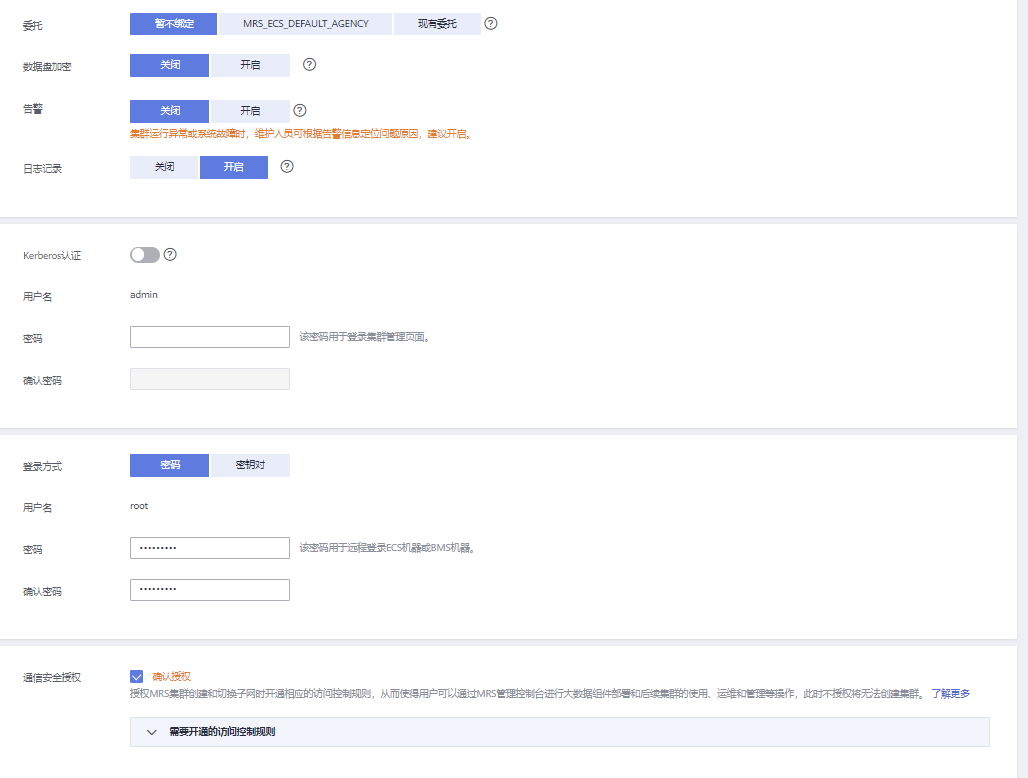 委托 暂不绑定 MRS_ECS_DEFAULT_AGENCY 现有委托
数据盘加密 关闭 开启
告警 关闭 开启
集群运行异常或系统故障时，维护人员可根据告警信息定位问题原因，建议开启。
日志记录 关闭 开启
Kerberos认证
用户名 admin
密码 该密码用于登录集群管理页面。
确认密码
登录方式 密码 密钥对
用户名 root
密码 ••••••••• 该密码用于远程登录ECS机器或BMS机器。
确认密码 •••••••••
通信安全授权 确认授权
授权MRS集群创建和切换子网时开通相应的访问控制规则，从而使得用户可以通过MRS管理控制台进行大数据组件部署和后续集群的使用、运维和管理等操作，此时不授权将无法创建集群。 了解更多
需要开通的访问控制规则